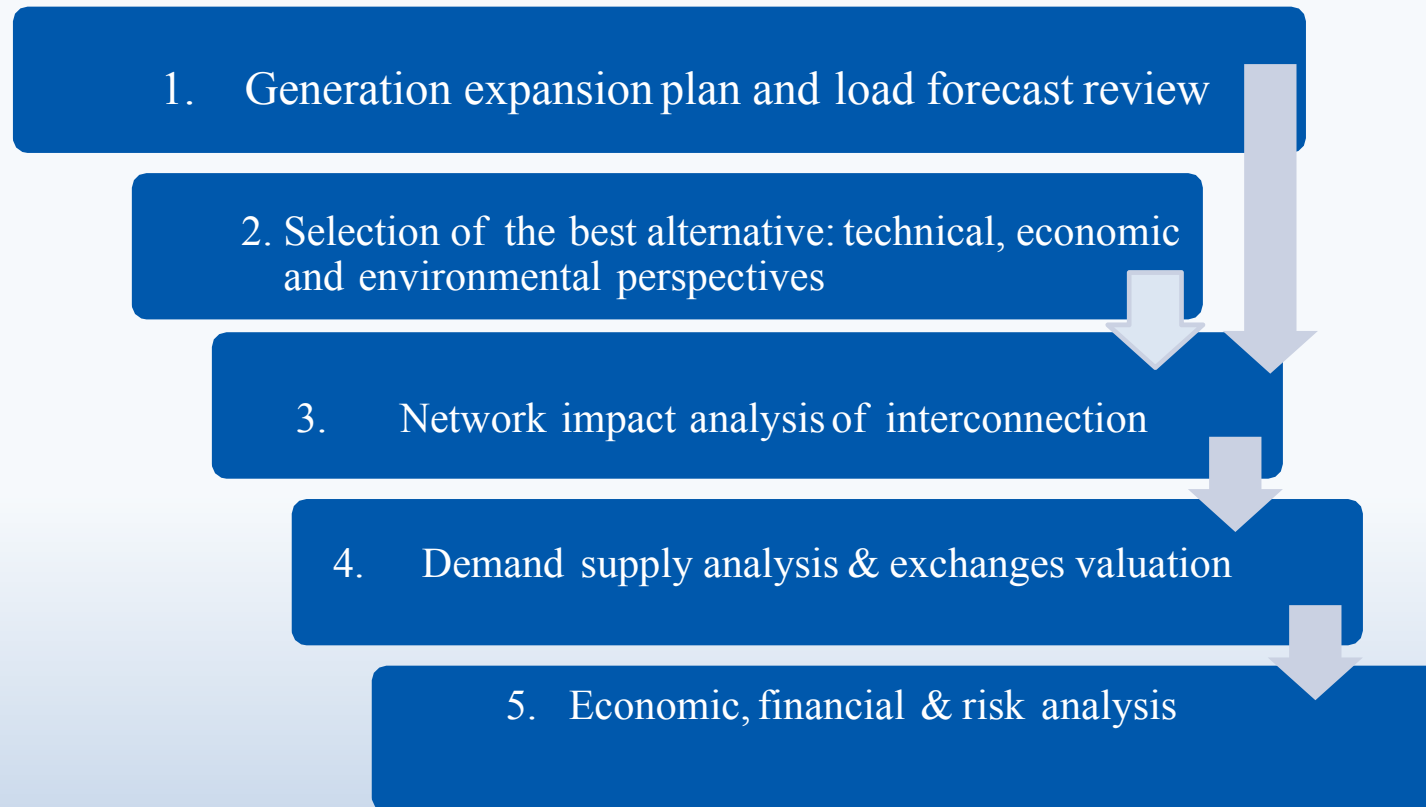 1. Generation expansion plan and load forecast review
2. Selection of the best alternative: technical, economic
and environmental perspectives
3. Network impact analysis of interconnection
4. Demand supply analysis & exchanges valuation
5. Economic, financial & risk analysis